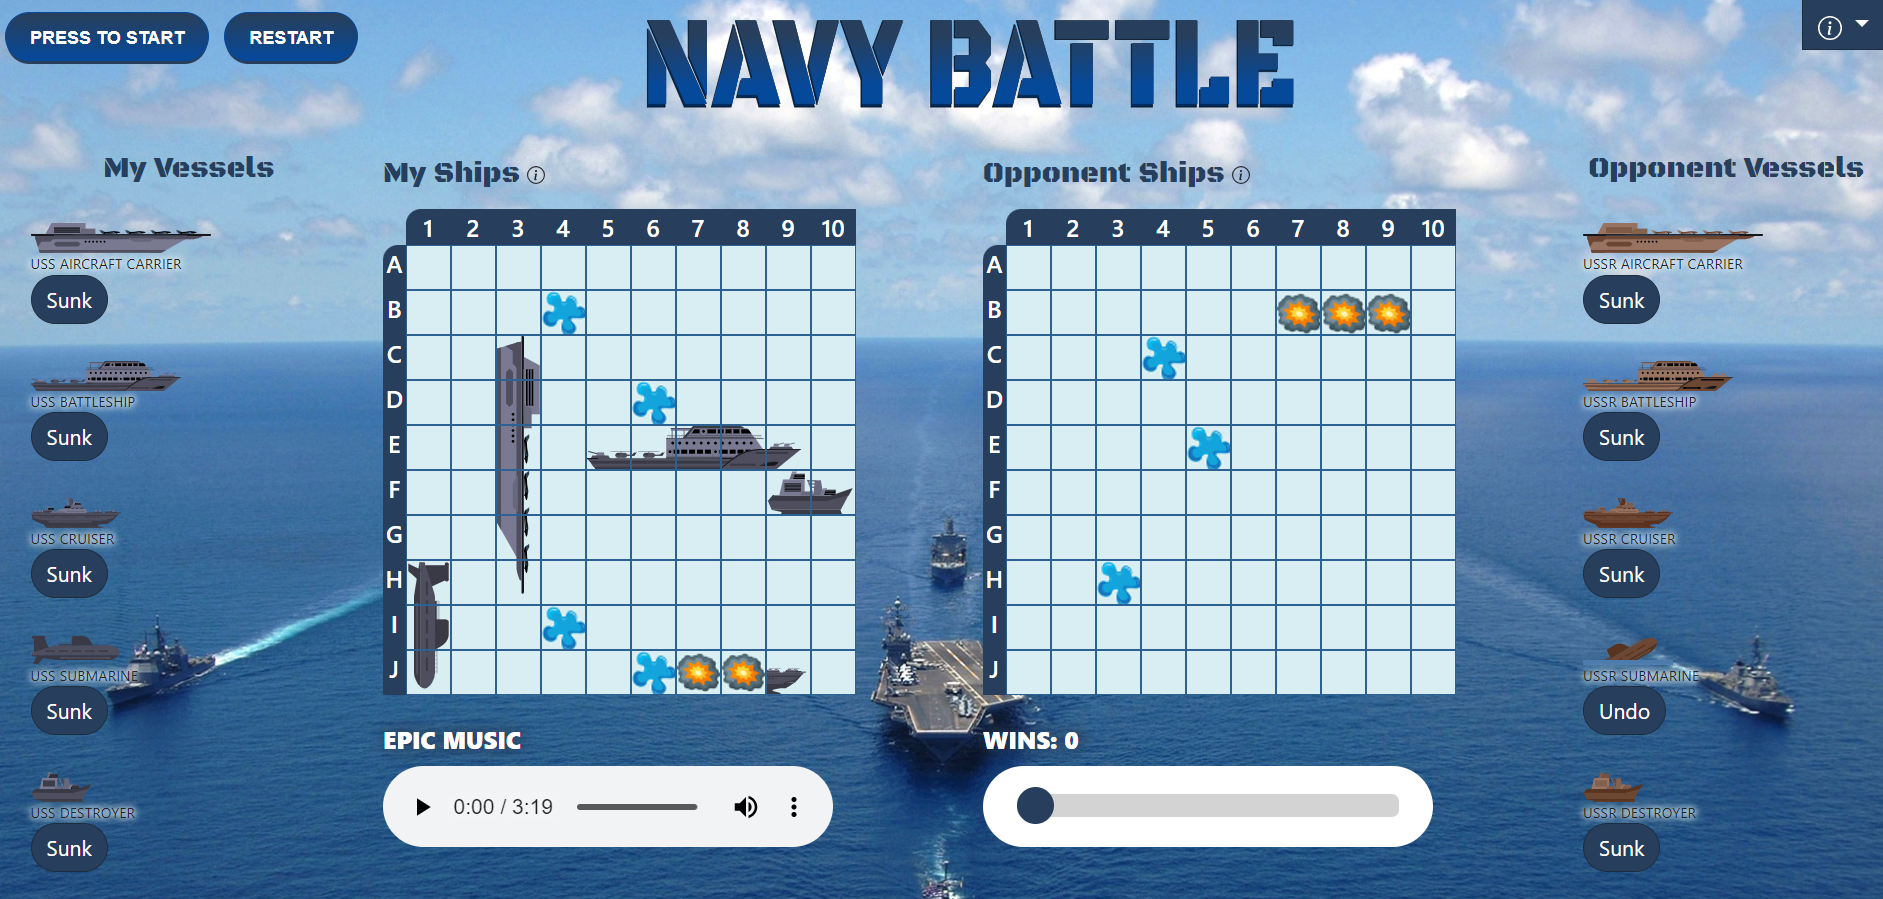 PRESS TO START
RESTART
NAVY BATTLE
My Vessels
USS AIRCRAFT CARRIER
Sunk
USS BATTLESHIP
Sunk
USS CRUISER
Sunk
USS SUBMARINE
Sunk
USS DESTROYER
Sunk
My Ships
1 2 3 4 5 6 7 8 9 10
A
B
C
D
E
F
G
H
I
J
EPIC MUSIC
0:00 / 3:19
Opponent Ships
1 2 3 4 5 6 7 8 9 10
A
B
C
D
E
F
G
H
I
J
WINS: 0
Opponent Vessels
USSR AIRCRAFT CARRIER
Sunk
USSR BATTLESHIP
Sunk
USSR CRUISER
Sunk
USSR SUBMARINE
Undo
USSR DESTROYER
Sunk